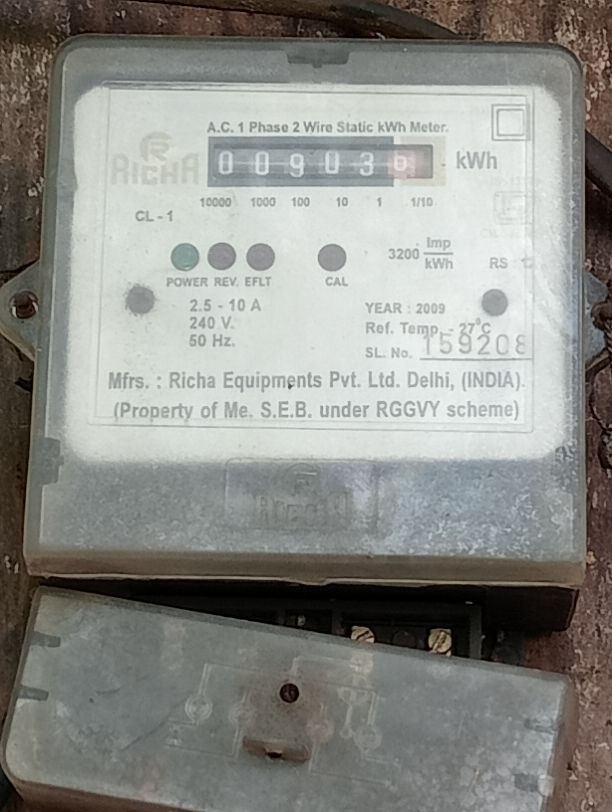 A.C. 1 Phase 2 Wire Static kWh Meter.
RICHA
009036 kWh
10000 1000 100 10 1 1/10
CL - 1
3200 Imp/kWh
POWER REV. EFLT CAL
RS :
2.5 - 10 A
240 V.
50 Hz.
YEAR : 2009
Ref. Temp. - 27°C
SL. No. 159208
Mfrs. : Richa Equipments Pvt. Ltd. Delhi, (INDIA).
(Property of Me. S.E.B. under RGGVY scheme)
RICHA